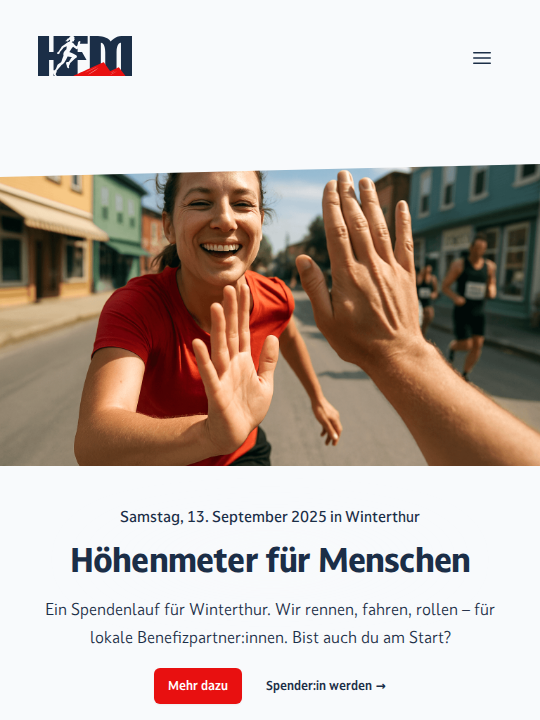 HFM
Samstag, 13. September 2025 in Winterthur
Höhenmeter für Menschen
Ein Spendenlauf für Winterthur. Wir rennen, fahren, rollen – für
lokale Benefizpartner:innen. Bist auch du am Start?
Mehr dazu
Spender:in werden →